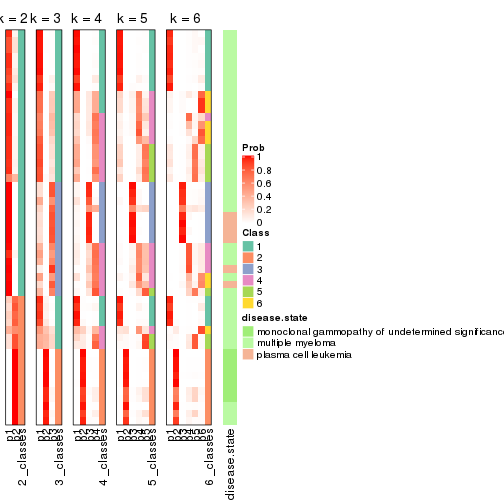 k = 2 k = 3 k = 4 k = 5 k = 6
Prob
1
0.8
0.6
0.4
0.2
0
Class
1
2
3
4
5
6
disease.state
monoclonal gammopathy of undetermined significance
multiple myeloma
plasma cell leukemia
p1 p2 2_classes p1 p2 p3 3_classes p1 p2 p3 p4 4_classes p1 p2 p3 p4 p5 5_classes p1 p2 p3 p4 p5 p6 6_classes disease.state